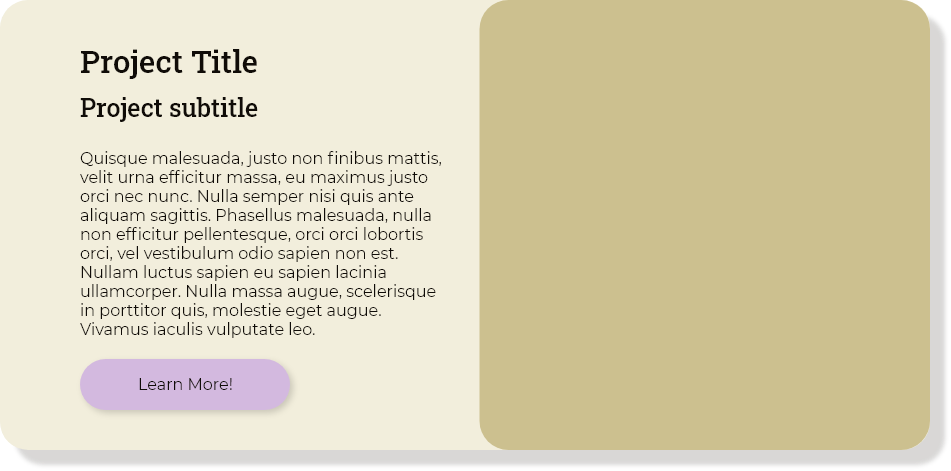 Project Title
Project subtitle
Quisque malesuada, justo non finibus mattis,
velit urna efficitur massa, eu maximus justo
orci nec nunc. Nulla semper nisi quis ante
aliquam sagittis. Phasellus malesuada, nulla
non efficitur pellentesque, orci orci lobortis
orci, vel vestibulum odio sapien non est.
Nullam luctus sapien eu sapien lacinia
ullamcorper. Nulla massa augue, scelerisque
in porttitor quis, molestie eget augue.
Vivamus iaculis vulputate leo.
Learn More!